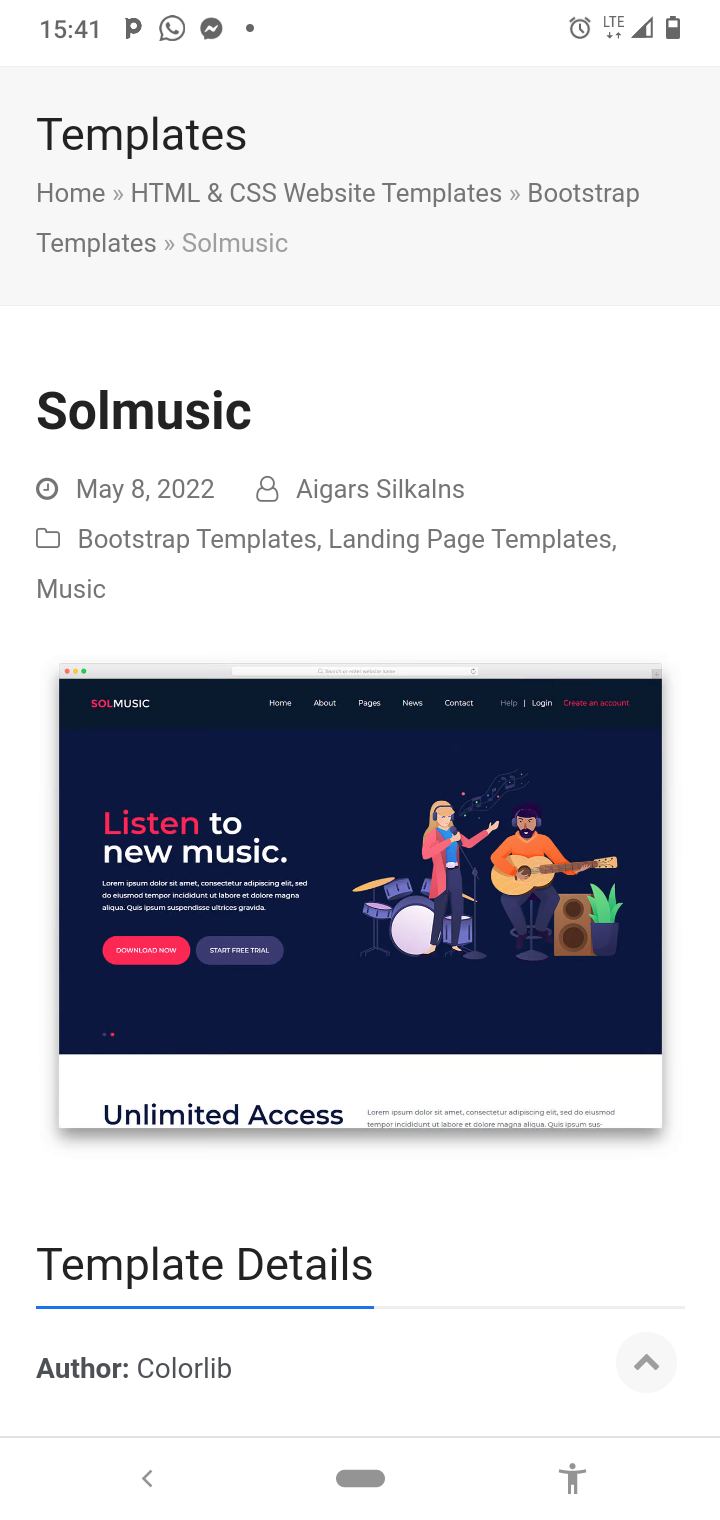 15:41
LTE
Templates
Home » HTML & CSS Website Templates » Bootstrap
Templates » Solmusic
Solmusic
May 8, 2022 Aigars Silkalns
Bootstrap Templates, Landing Page Templates,
Music
Search or enter website name
SOLMUSIC Home About Pages News Contact Help | Login Create an account
Listen to
new music.
Lorem ipsum dolor sit amet, consectetur adipiscing elit, sed
do eiusmod tempor incididunt ut labore et dolore magna
aliqua. Quis ipsum suspendisse ultrices gravida.
DOWNLOAD NOW START FREE TRIAL
Unlimited Access
Lorem ipsum dolor sit amet, consectetur adipiscing elit, sed do eiusmod
tempor incididunt ut labore et dolore magna aliqua. Quis ipsum sus-
Template Details
Author: Colorlib